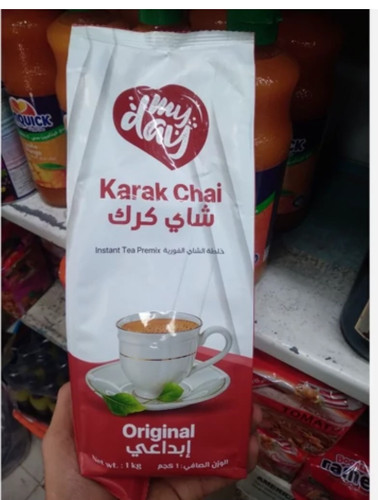 my
day
Karak Chai
شاي كرك
Instant Tea Premix خلطة الشاي الفورية
Original
إبداعي
Net wt. : 1 kg الوزن الصافي: ١ كجم
QUICK
TOMATO